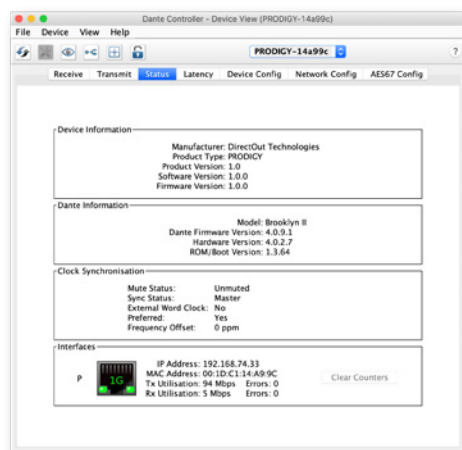 Dante Controller - Device View (PRODIGY-14a99c)
File Device View Help
PRODIGY-14a99c
?
Receive Transmit Status Latency Device Config Network Config AES67 Config
Device Information
Manufacturer: DirectOut Technologies
Product Type: PRODIGY
Product Version: 1.0
Software Version: 1.0.0
Firmware Version: 1.0.0
Dante Information
Model: Brooklyn II
Dante Firmware Version: 4.0.9.1
Hardware Version: 4.0.2.7
ROM/Boot Version: 1.3.64
Clock Synchronisation
Mute Status: Unmuted
Sync Status: Master
External Word Clock: No
Preferred: Yes
Frequency Offset: 0 ppm
Interfaces
P
1G
IP Address: 192.168.74.33
MAC Address: 00:1D:C1:14:A9:9C
Tx Utilisation: 94 Mbps Errors: 0
Rx Utilisation: 5 Mbps Errors: 0
Clear Counters